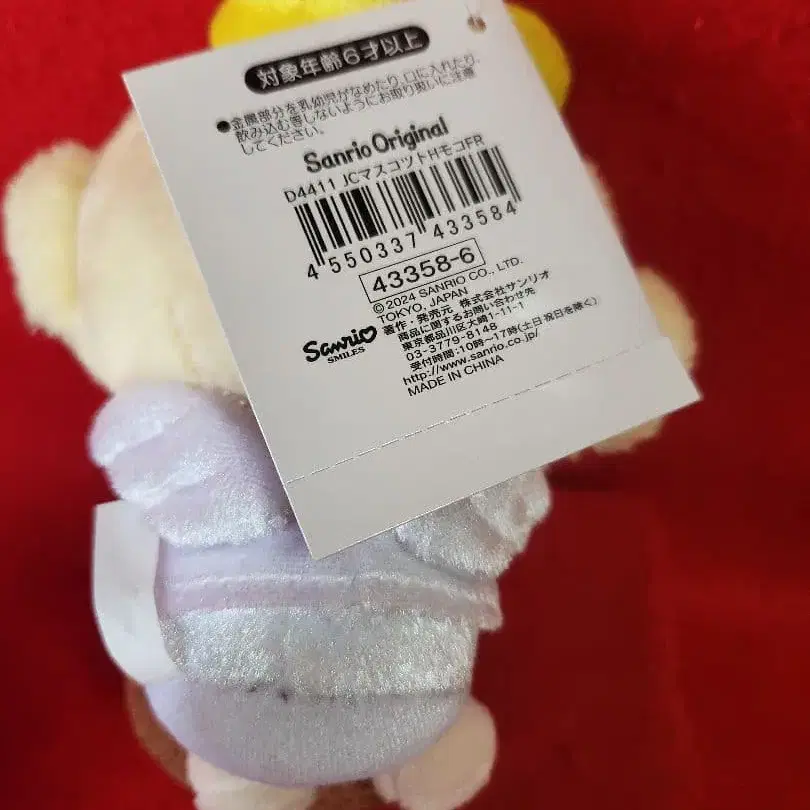 対象年齢6才以上
●金属部分を乳幼児がなめたり、口に入れたり、
飲み込む事しないようにお取り扱いに注意
してください。
Sanrio Original
D4411 JCマスコットHモコFR
4 550337 433584
43358-6
© 2024 SANRIO CO., LTD.
TOKYO, JAPAN
著作・発売元 株式会社サンリオ
商品に関するお問い合わせ先
東京都品川区大崎1-11-1
03-3779-8148
受付時間:10時~17時(土日祝日を除く)
http://www.sanrio.co.jp/
MADE IN CHINA
Sanrio
SMILES